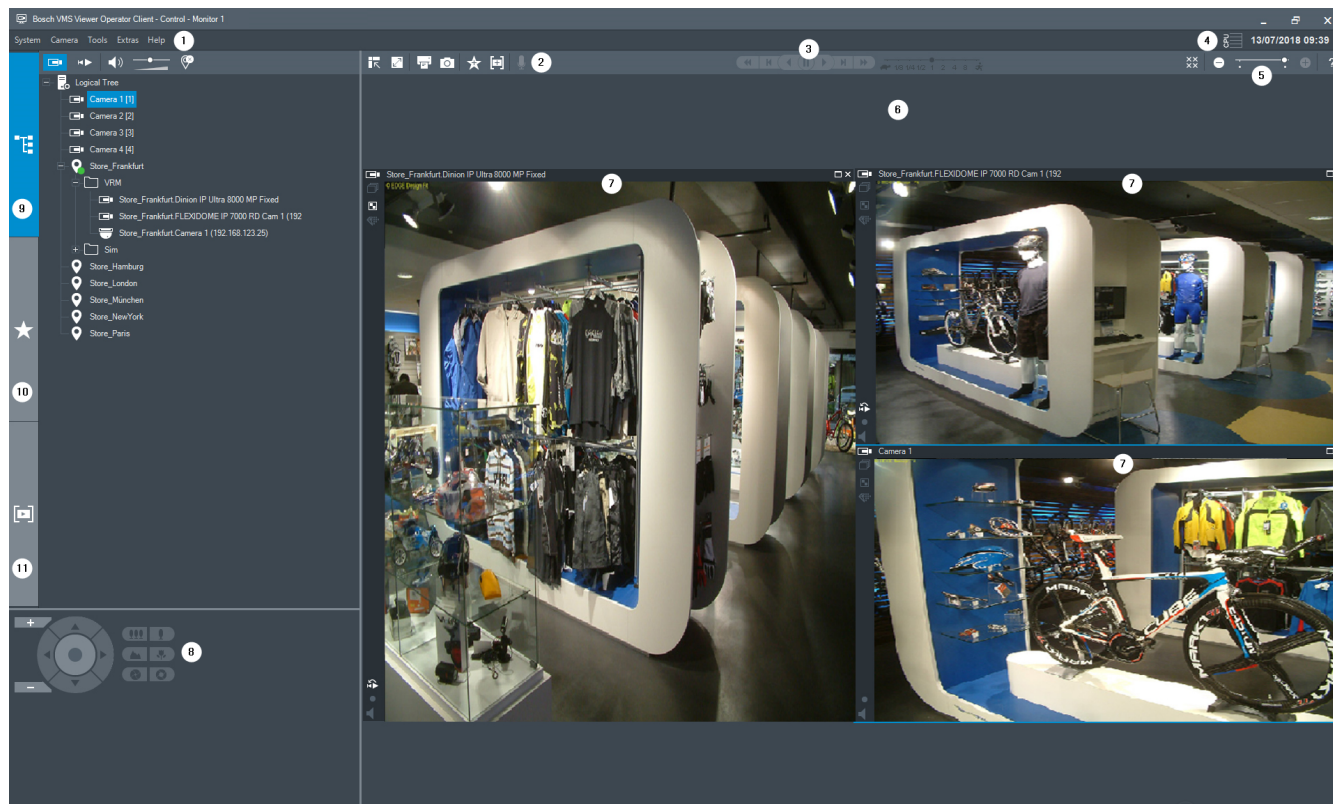 Bosch VMS Viewer Operator Client - Control - Monitor 1
System Camera Tools Extras Help 1
4 CPU 13/07/2018 09:39
2
3
5
?
Logical Tree
Camera 1 [1]
Camera 2 [2]
Camera 3 [3]
Camera 4 [4]
Store_Frankfurt
VRM
Store_Frankfurt.Dinion IP Ultra 8000 MP Fixed
Store_Frankfurt.FLEXIDOME IP 7000 RD Cam 1 (192
Store_Frankfurt.Camera 1 (192.168.123.25)
Sim
Store_Hamburg
Store_London
Store_München
Store_NewYork
Store_Paris
9
10
11
8
6
Store_Frankfurt.Dinion IP Ultra 8000 MP Fixed
7
Store_Frankfurt.FLEXIDOME IP 7000 RD Cam 1 (192
7
Camera 1
7
CUBE